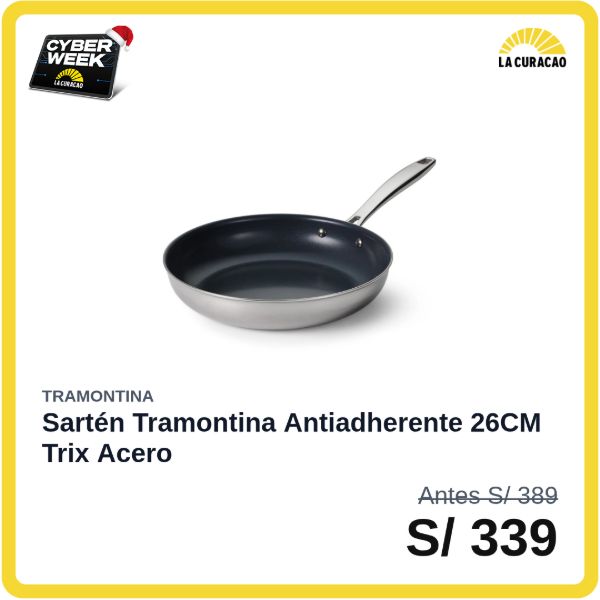 CYBER
WEEK
LA CURACAO
LA CURACAO
TRAMONTINA
Sartén Tramontina Antiadherente 26CM
Trix Acero
Antes S/ 389
S/ 339